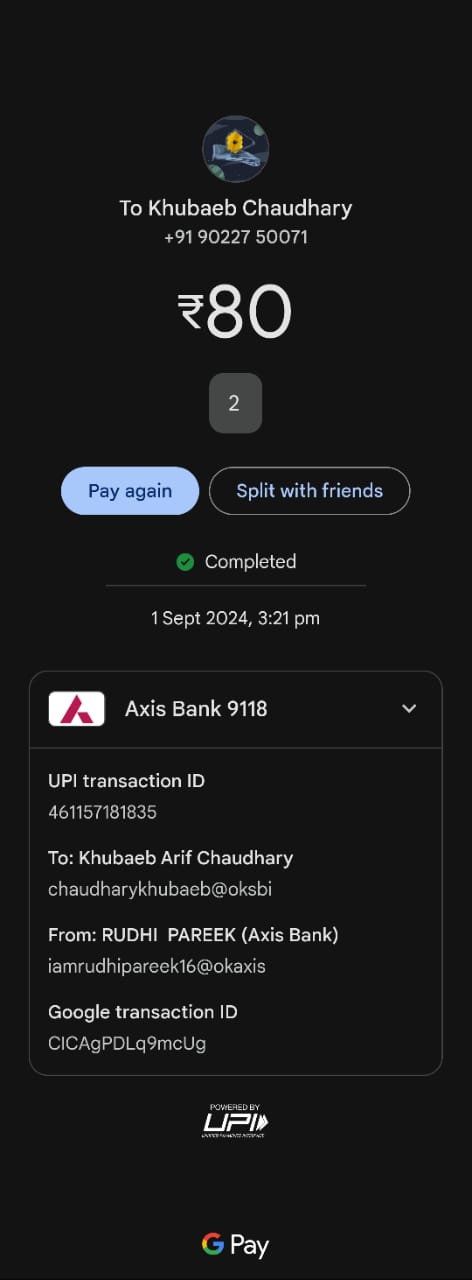 To Khubaeb Chaudhary
+91 90227 50071
₹80
2
Pay again
Split with friends
Completed
1 Sept 2024, 3:21 pm
Axis Bank 9118
UPI transaction ID
461157181835
To: Khubaeb Arif Chaudhary
chaudharykhubaeb@oksbi
From: RUDHI  PAREEK (Axis Bank)
iamrudhipareek16@okaxis
Google transaction ID
CICAgPDLq9mcUg
POWERED BY
UPI
UNIFIED PAYMENTS INTERFACE
G Pay